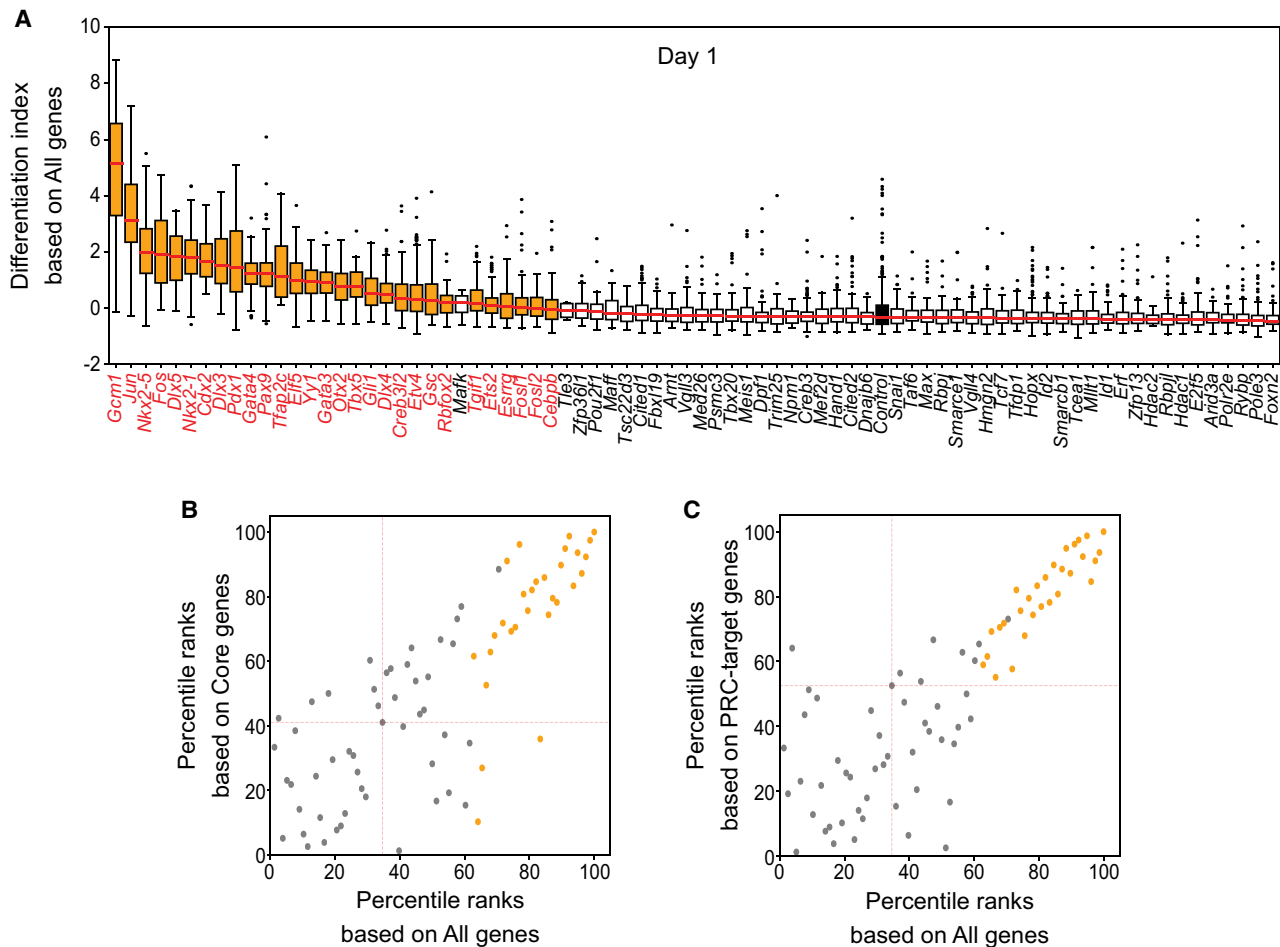 A
Day 1
Differentiation index
based on All genes
10
8
6
4
2
0
-2
Gcm1
Jun
Nkx2-5
Fos
Dlx5
Nkx2-1
Cdx2
Dlx3
Pdx1
Gata4
Pax9
Tfap2c
Elf5
Yy1
Gata3
Otx2
Tbx5
Gli1
Dlx4
Creb3l2
Etv4
Gsc
Rbfox2
Mafk
Tgif1
Ets2
Esrrg
Fosl1
Fosl2
Cebpb
Tle3
Zfp36l1
Pou2f1
Maff
Tsc22d3
Cited1
Fbxl19
Arnt
Vgll3
Med26
Psmc3
Tbx20
Meis1
Dpf1
Trim25
Npm1
Creb3
Mef2d
Hand1
Cited2
Dnajb6
Control
Snai1
Taf6
Max
Rbpj
Smarce1
Vgll4
Hmgn2
Tcf7
Tfdp1
Hopx
Id2
Smarcb1
Tcea1
Mllt1
Id1
Erf
Zfp13
Hdac2
Rbpjl
Hdac1
E2f5
Arid3a
Polr2e
Rybp
Pole3
Foxn2
B
Percentile ranks
based on Core genes
100
80
60
40
20
0
0 20 40 60 80 100
Percentile ranks
based on All genes
C
Percentile ranks
based on PRC-target genes
100
80
60
40
20
0
0 20 40 60 80 100
Percentile ranks
based on All genes